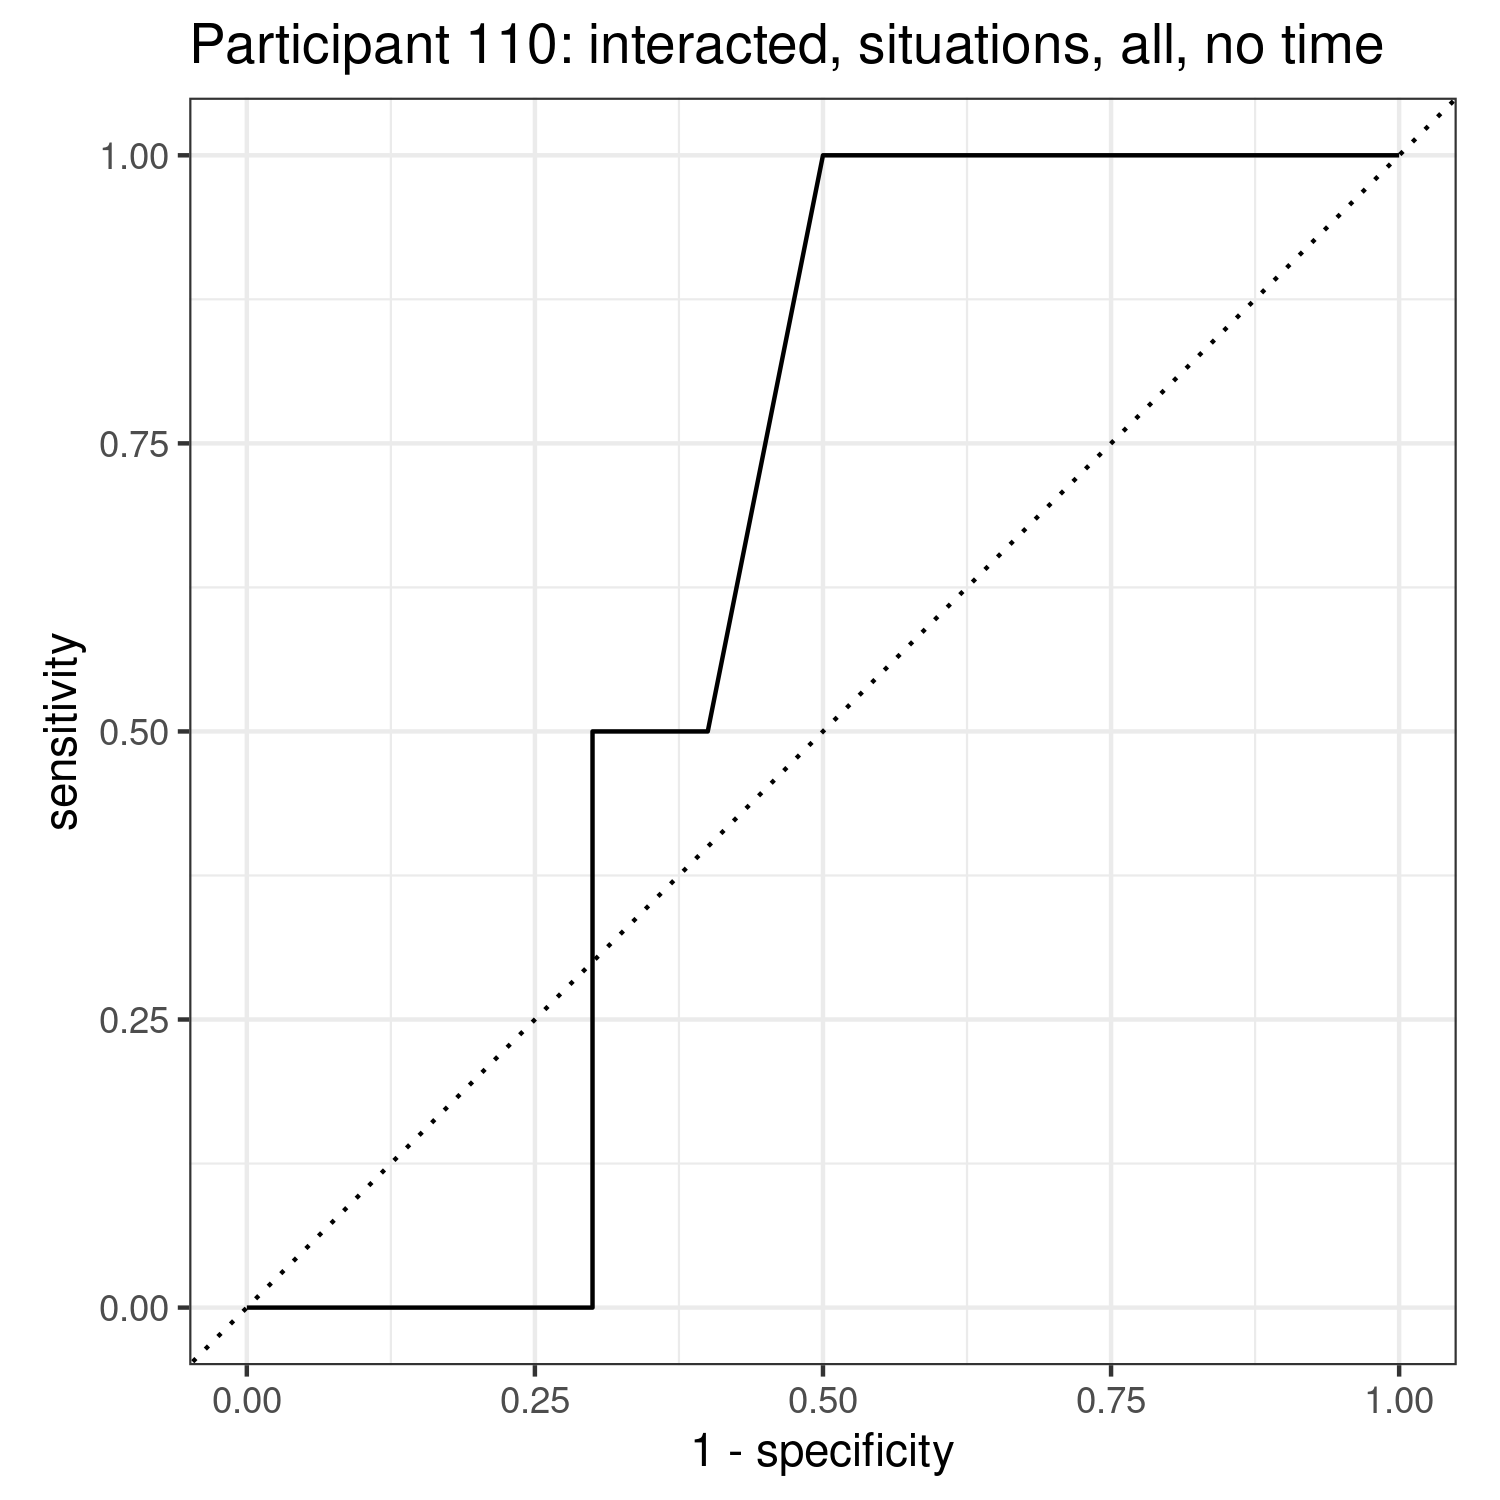 Participant 110: interacted, situations, all, no time
1.00
0.75
0.50
0.25
0.00
sensitivity
0.00 0.25 0.50 0.75 1.00
1 - specificity